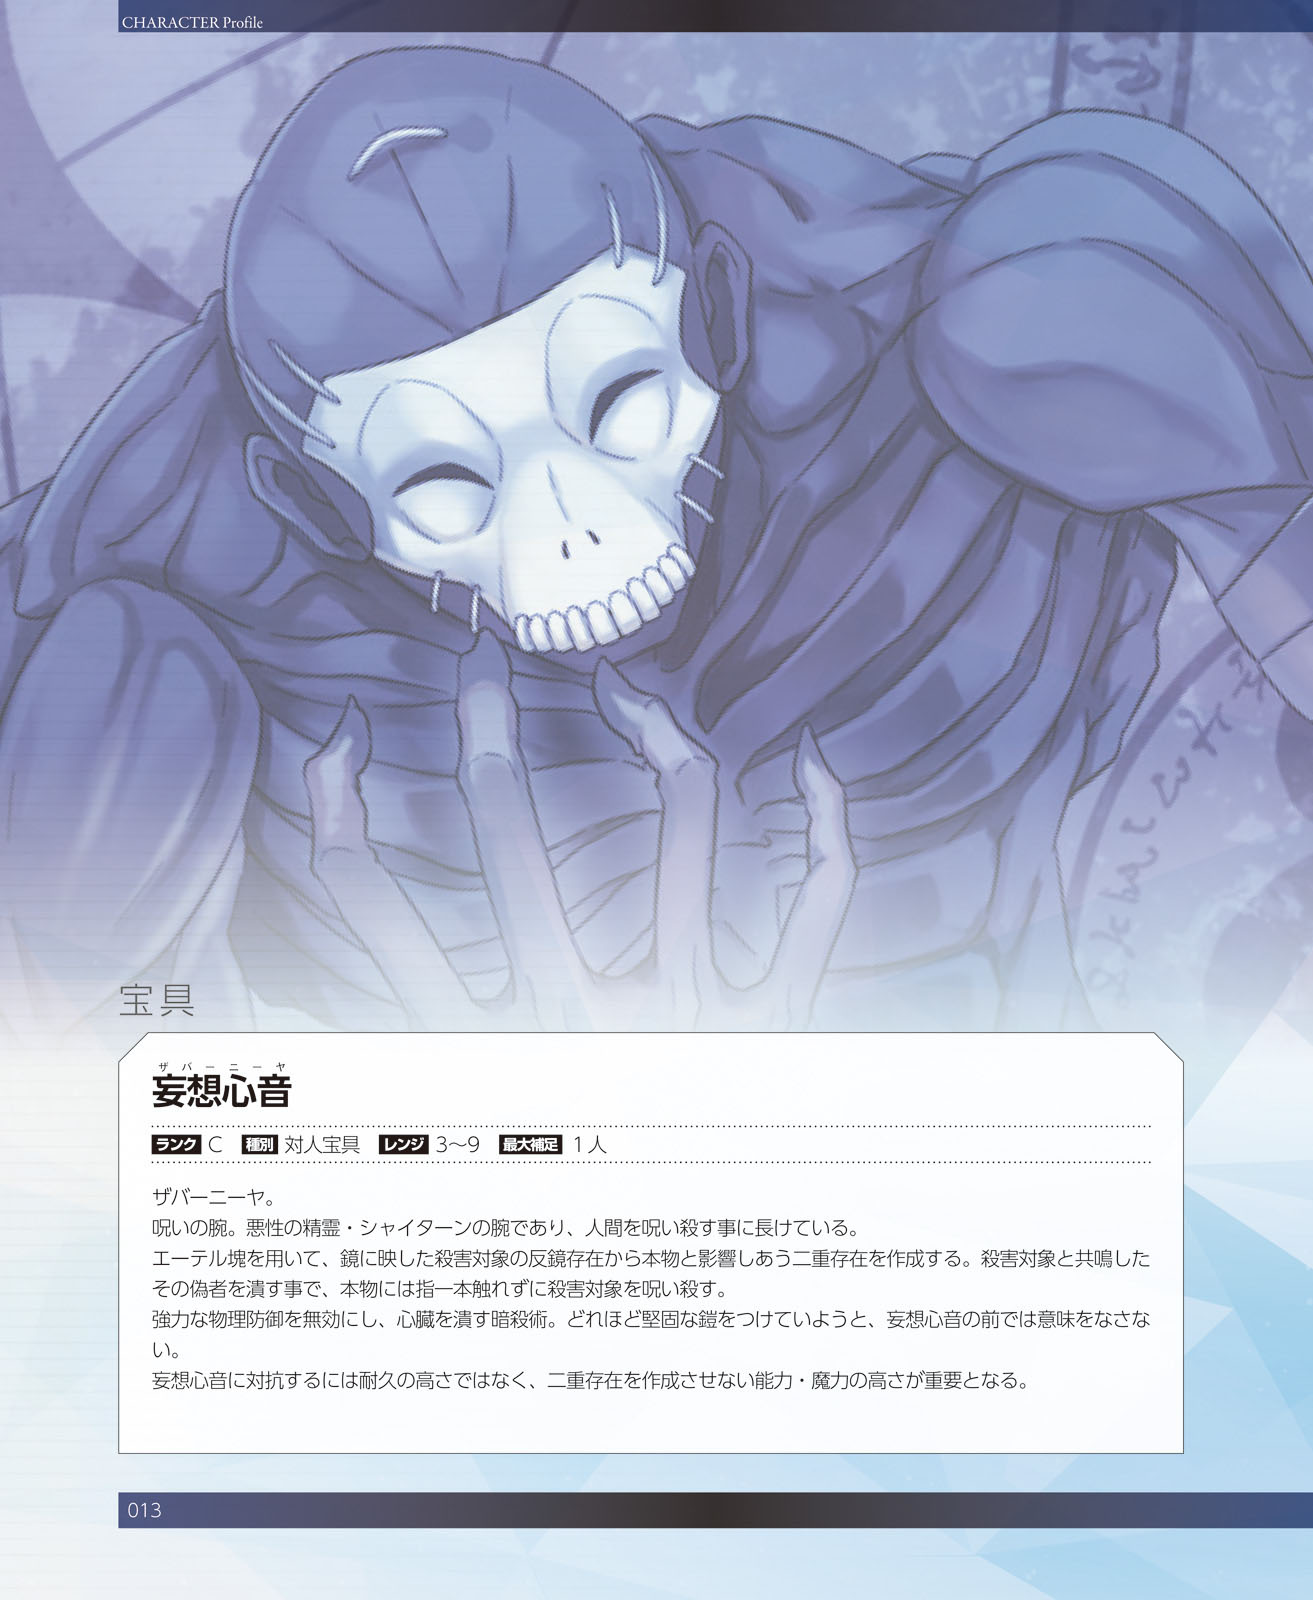 CHARACTER Profile
宝具
ザバーニーヤ
妄想心音
ランク C 種別 対人宝具 レンジ 3～9 最大補足 1人
ザバーニーヤ。
呪いの腕。悪性の精霊・シャイターンの腕であり、人間を呪い殺す事に長けている。
エーテル塊を用いて、鏡に映した殺害対象の反鏡存在から本物と影響しあう二重存在を作成する。殺害対象と共鳴した
その偽者を潰す事で、本物には指一本触れずに殺害対象を呪い殺す。
強力な物理防御を無効にし、心臓を潰す暗殺術。どれほど堅固な鎧をつけていようと、妄想心音の前では意味をなさな
い。
妄想心音に対抗するには耐久の高さではなく、二重存在を作成させない能力・魔力の高さが重要となる。
013